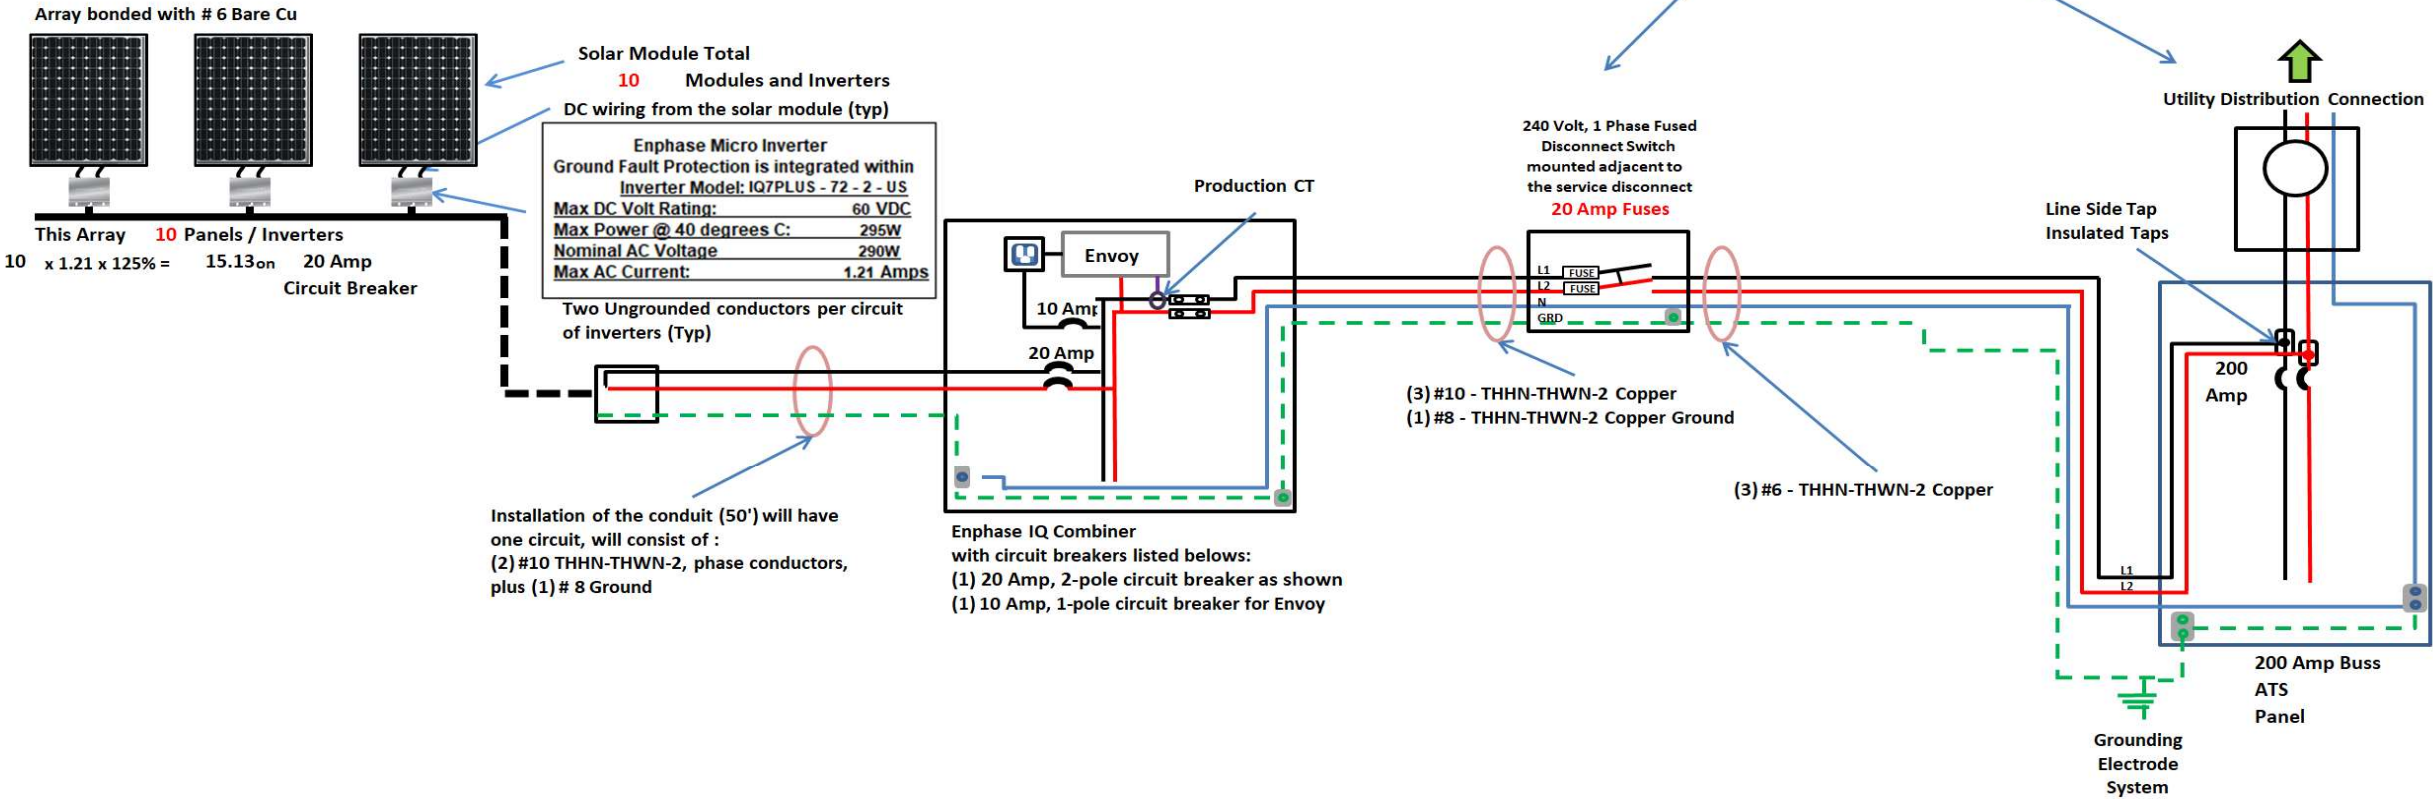 Array bonded with # 6 Bare Cu
Solar Module Total
10 Modules and Inverters
DC wiring from the solar module (typ)
Enphase Micro Inverter
Ground Fault Protection is integrated within
Inverter Model: IQ7PLUS - 72 - 2 - US
Max DC Volt Rating: 60 VDC
Max Power @ 40 degrees C: 295W
Nominal AC Voltage 290W
Max AC Current: 1.21 Amps
This Array 10 Panels / Inverters
10 x 1.21 x 125% = 15.13 on 20 Amp
Circuit Breaker
Two Ungrounded conductors per circuit
of inverters (Typ)
Installation of the conduit (50') will have
one circuit, will consist of :
(2) #10 THHN-THWN-2, phase conductors,
plus (1) # 8 Ground
Production CT
Envoy
10 Amp
20 Amp
Enphase IQ Combiner
with circuit breakers listed belows:
(1) 20 Amp, 2-pole circuit breaker as shown
(1) 10 Amp, 1-pole circuit breaker for Envoy
240 Volt, 1 Phase Fused
Disconnect Switch
mounted adjacent to
the service disconnect
20 Amp Fuses
L1 FUSE
L2 FUSE
N
GRD
(3) #10 - THHN-THWN-2 Copper
(1) #8 - THHN-THWN-2 Copper Ground
(3) #6 - THHN-THWN-2 Copper
Utility Distribution Connection
Line Side Tap
Insulated Taps
200
Amp
L1
L2
200 Amp Buss
ATS
Panel
Grounding
Electrode
System